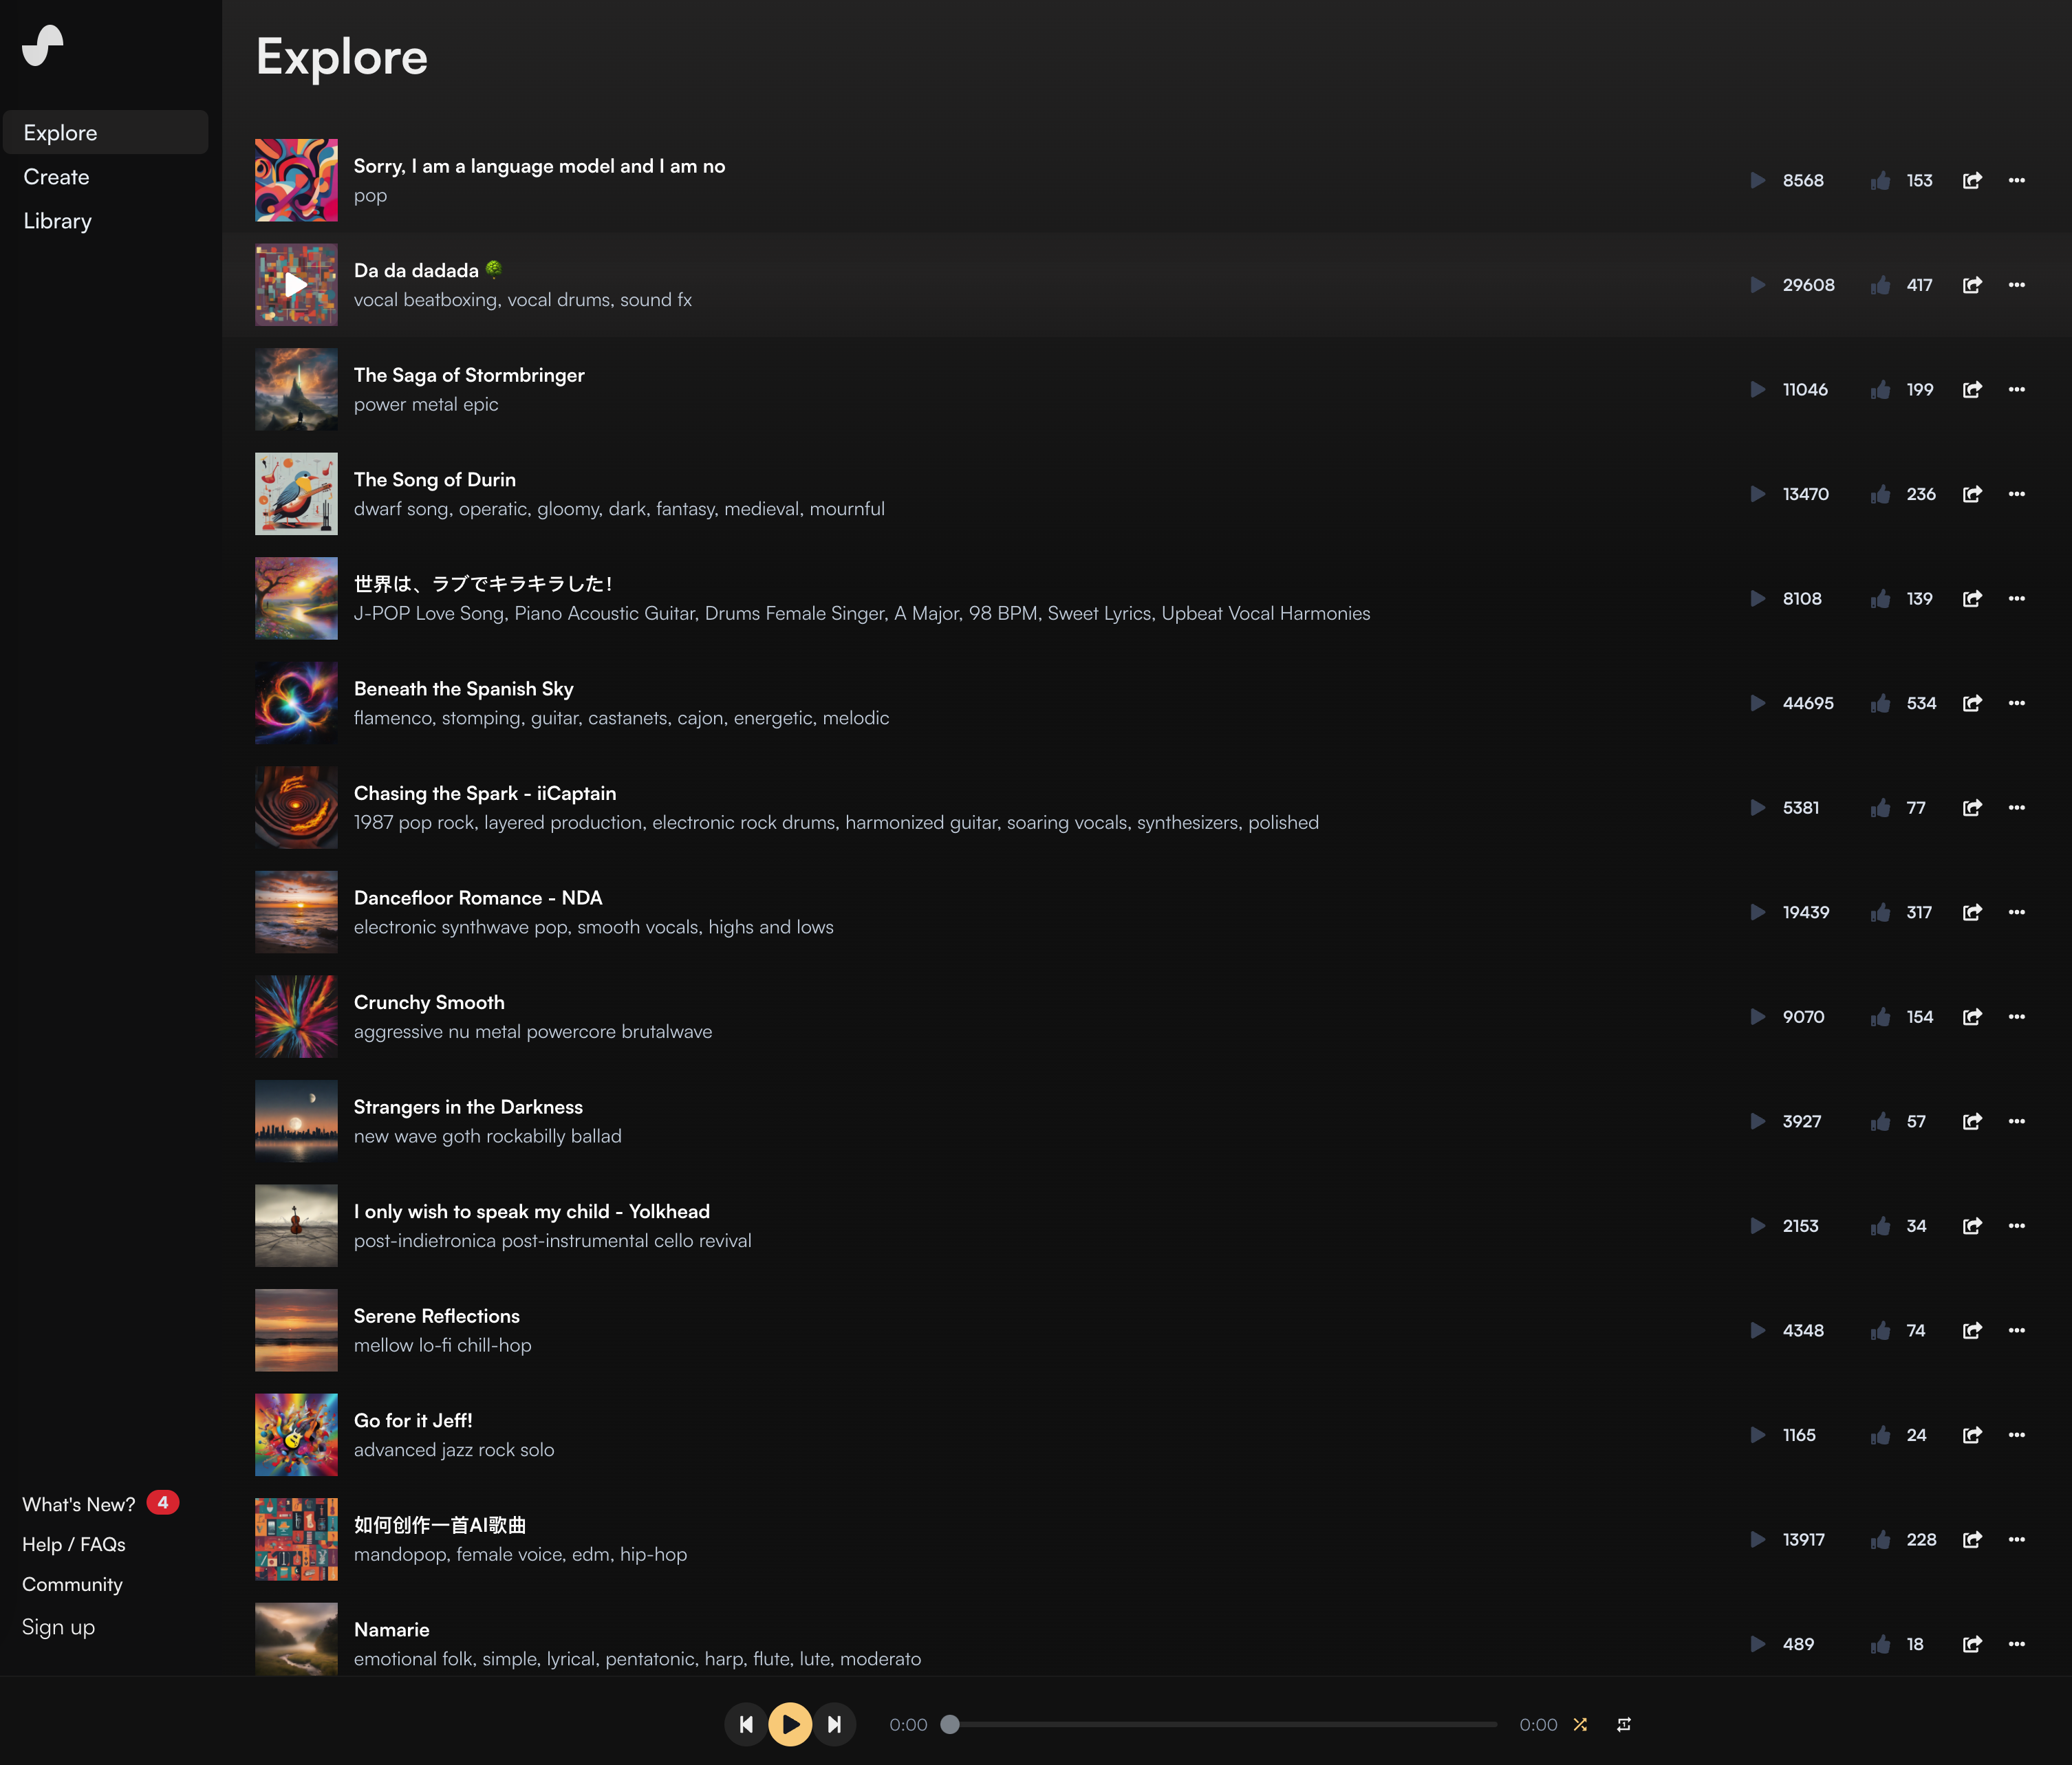 Explore
Create
Library
What's New? 4
Help / FAQs
Community
Sign up
Explore
Sorry, I am a language model and I am no
pop
8568 153
Da da dadada 🥦
vocal beatboxing, vocal drums, sound fx
29608 417
The Saga of Stormbringer
power metal epic
11046 199
The Song of Durin
dwarf song, operatic, gloomy, dark, fantasy, medieval, mournful
13470 236
世界は、ラブでキラキラした!
J-POP Love Song, Piano Acoustic Guitar, Drums Female Singer, A Major, 98 BPM, Sweet Lyrics, Upbeat Vocal Harmonies
8108 139
Beneath the Spanish Sky
flamenco, stomping, guitar, castanets, cajon, energetic, melodic
44695 534
Chasing the Spark - iiCaptain
1987 pop rock, layered production, electronic rock drums, harmonized guitar, soaring vocals, synthesizers, polished
5381 77
Dancefloor Romance - NDA
electronic synthwave pop, smooth vocals, highs and lows
19439 317
Crunchy Smooth
aggressive nu metal powercore brutalwave
9070 154
Strangers in the Darkness
new wave goth rockabilly ballad
3927 57
I only wish to speak my child - Yolkhead
post-indietronica post-instrumental cello revival
2153 34
Serene Reflections
mellow lo-fi chill-hop
4348 74
Go for it Jeff!
advanced jazz rock solo
1165 24
如何创作一首AI歌曲
mandopop, female voice, edm, hip-hop
13917 228
Namarie
emotional folk, simple, lyrical, pentatonic, harp, flute, lute, moderato
489 18
0:00 0:00